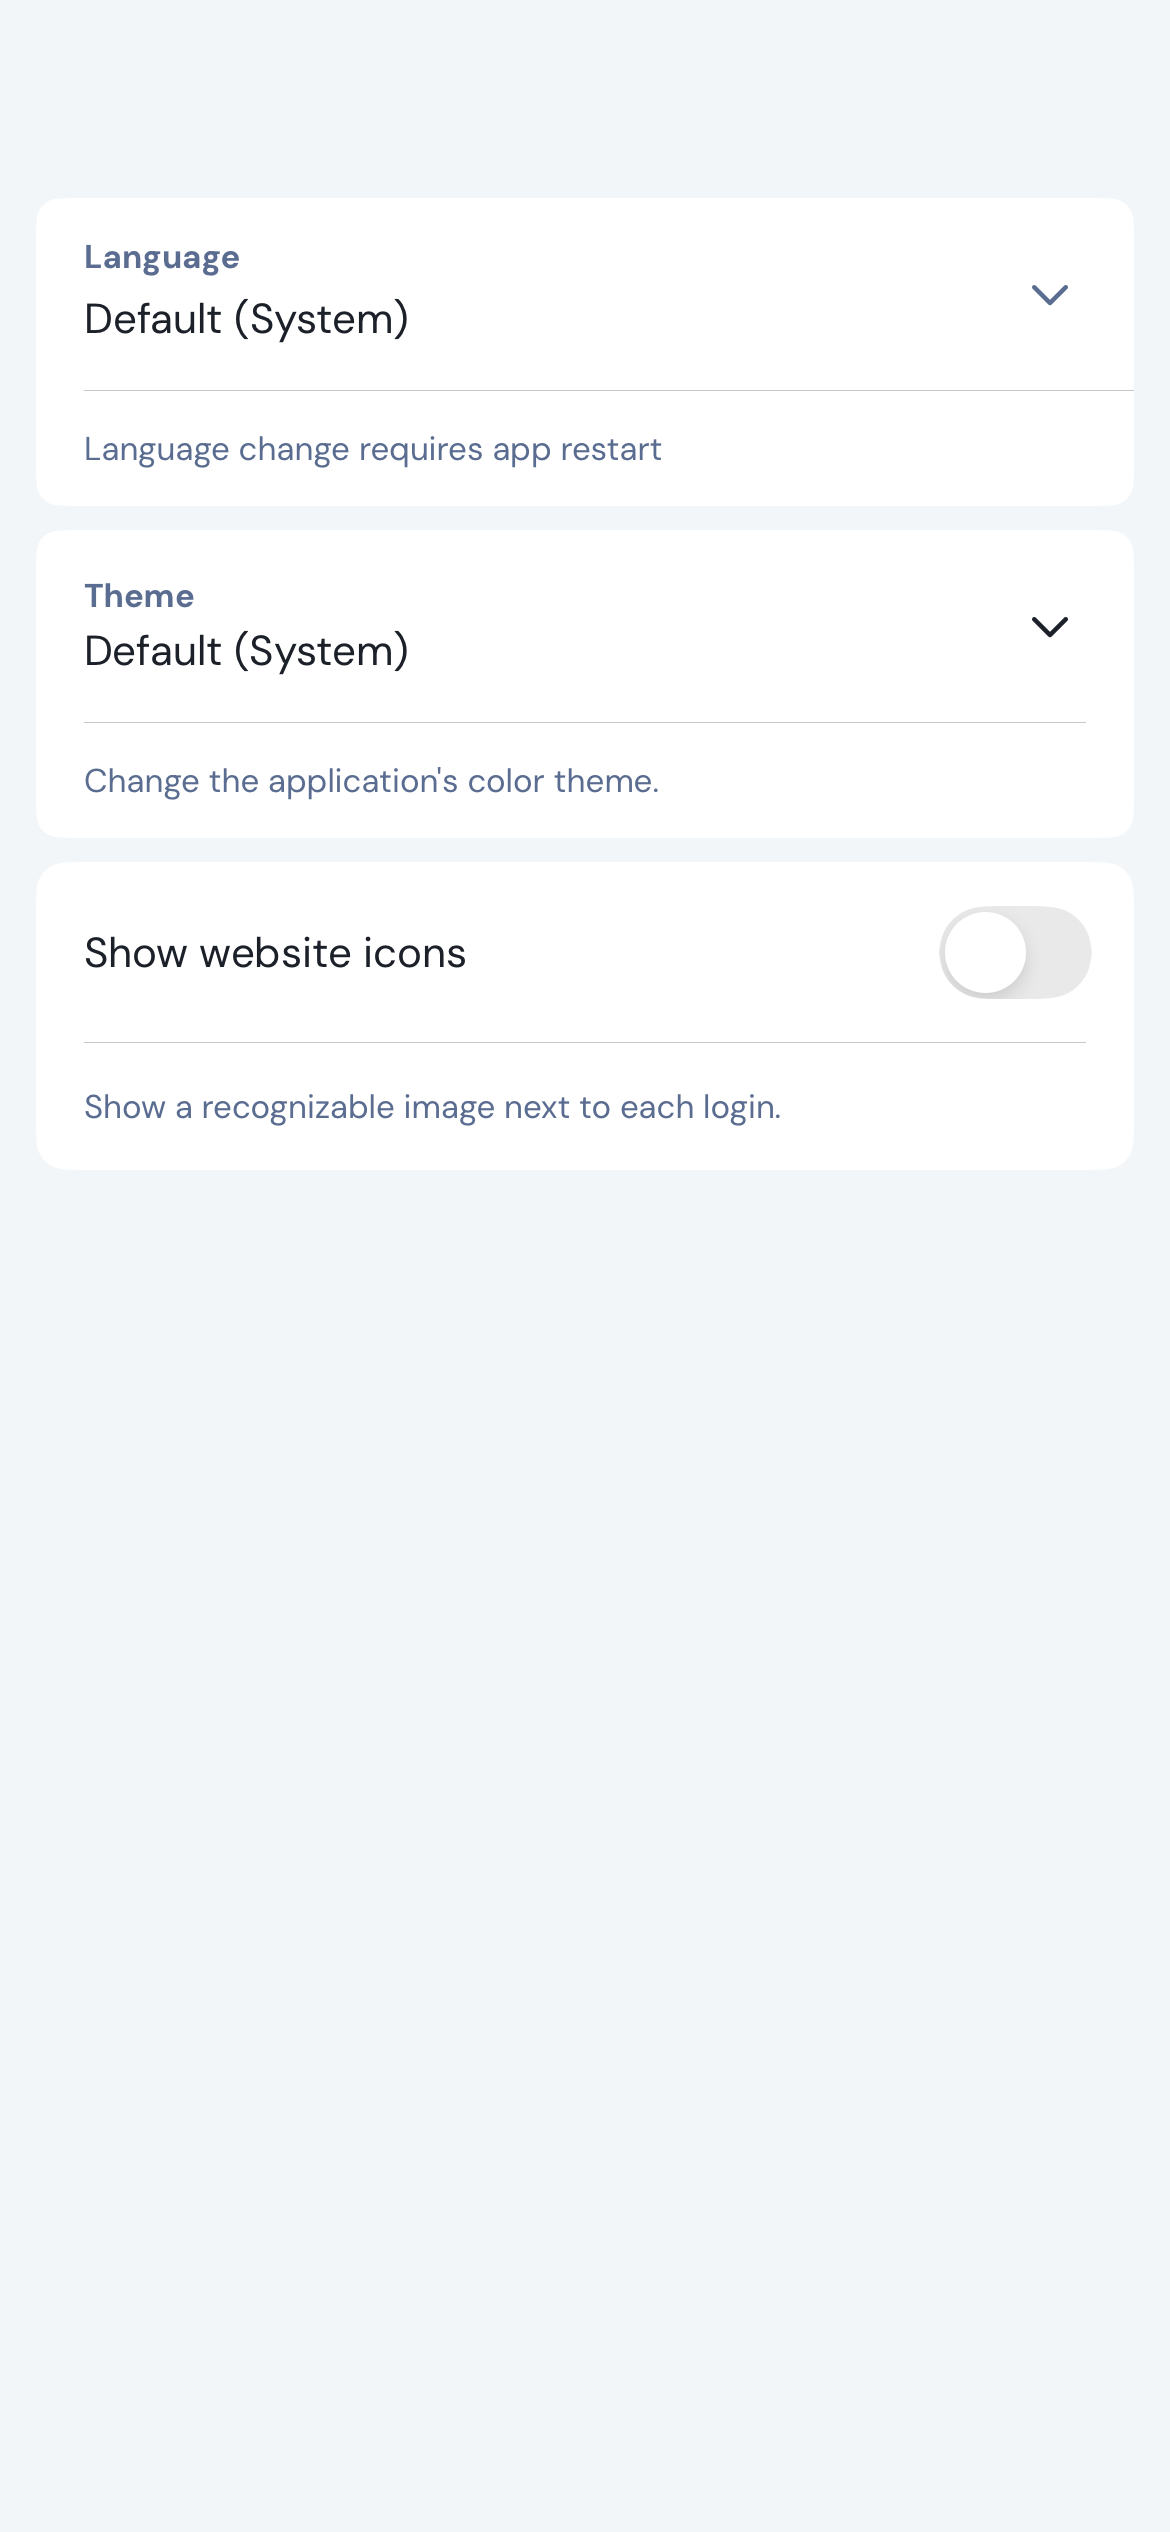 Language
Default (System)
Language change requires app restart
Theme
Default (System)
Change the application's color theme.
Show website icons
Show a recognizable image next to each login.